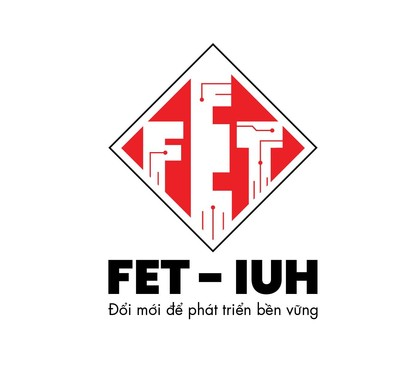 FET
FET - IUH
Đổi mới để phát triển bền vững